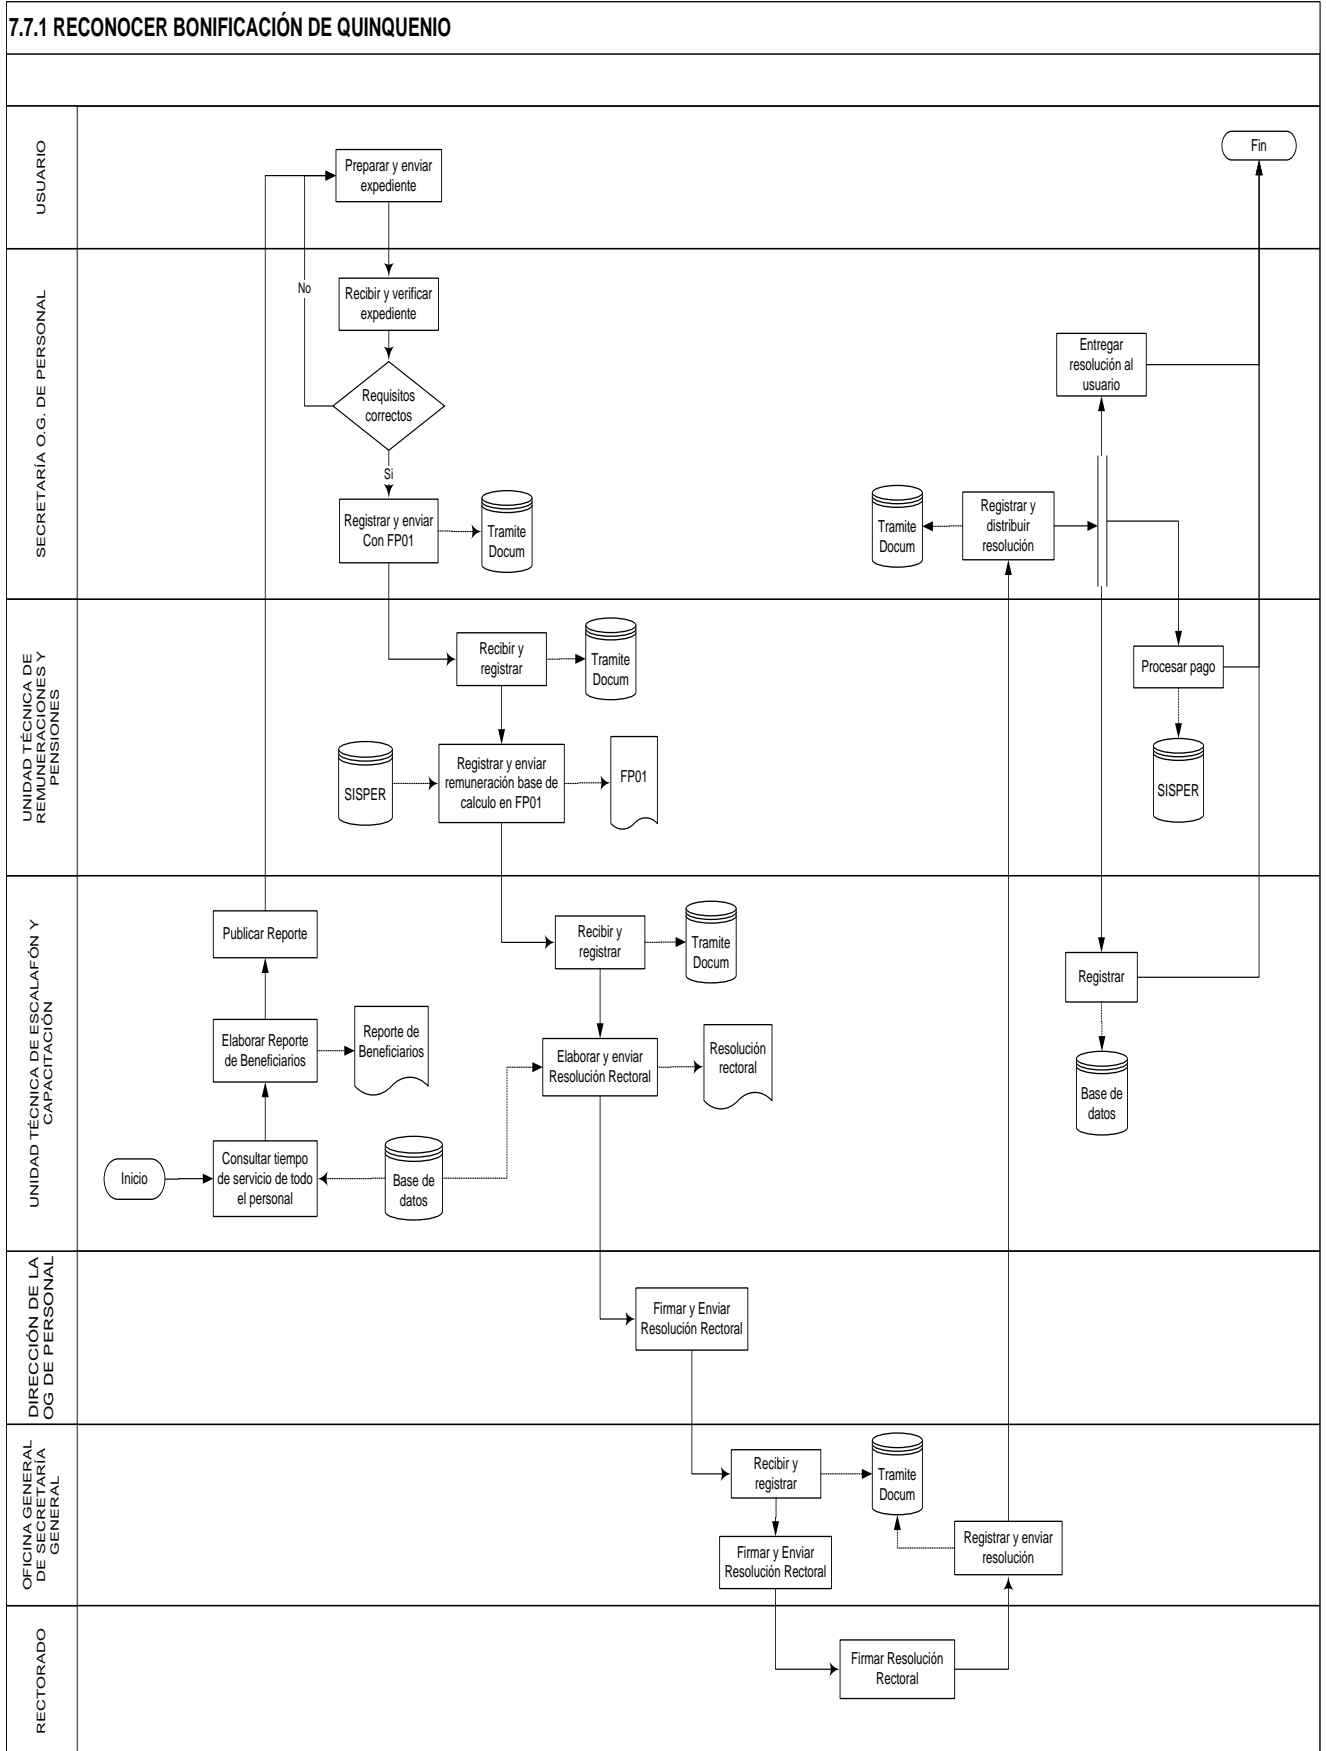 7.7.1 RECONOCER BONIFICACIÓN DE QUINQUENIO
USUARIO
Preparar y enviar
expediente
Fin
SECRETARÍA O.G. DE PERSONAL
No
Recibir y verificar
expediente
Requisitos
correctos
Si
Registrar y enviar
Con FP01
Tramite
Docum
Tramite
Docum
Registrar y
distribuir
resolución
Entregar
resolución al
usuario
UNIDAD TÉCNICA DE
REMUNERACIONES Y
PENSIONES
Recibir y
registrar
Tramite
Docum
SISPER
Registrar y enviar
remuneración base de
calculo en FP01
FP01
Procesar pago
SISPER
UNIDAD TÉCNICA DE ESCALAFÓN Y
CAPACITACIÓN
Publicar Reporte
Elaborar Reporte
de Beneficiarios
Reporte de
Beneficiarios
Inicio
Consultar tiempo
de servicio de todo
el personal
Base de
datos
Recibir y
registrar
Tramite
Docum
Elaborar y enviar
Resolución Rectoral
Resolución
rectoral
Registrar
Base de
datos
DIRECCIÓN DE LA
OG DE PERSONAL
Firmar y Enviar
Resolución Rectoral
OFICINA GENERAL
DE SECRETARÍA
GENERAL
Recibir y
registrar
Tramite
Docum
Firmar y Enviar
Resolución Rectoral
Registrar y enviar
resolución
RECTORADO
Firmar Resolución
Rectoral